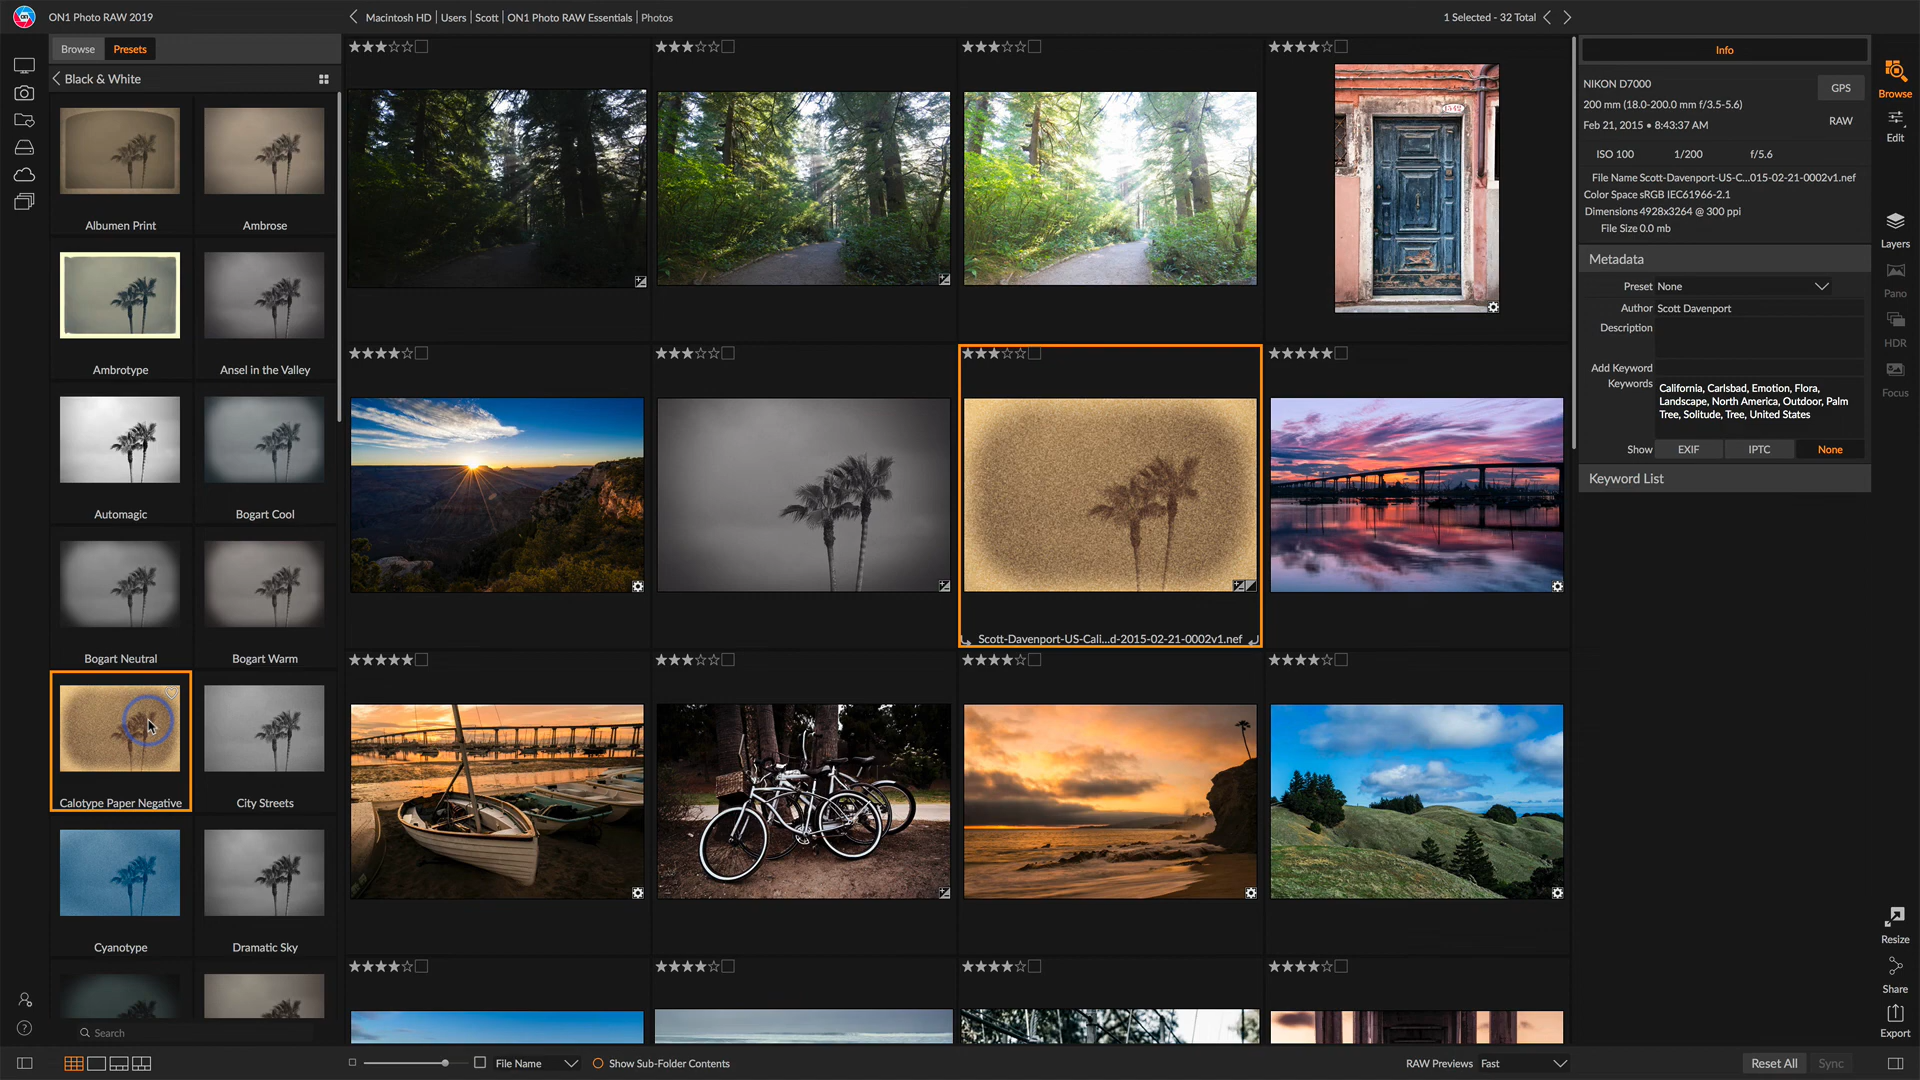 ON1 Photo RAW 2019
Macintosh HD | Users | Scott | ON1 Photo RAW Essentials | Photos
1 Selected - 32 Total
Browse
Presets
Black & White
Albumen Print
Ambrose
Ambrotype
Ansel in the Valley
Automagic
Bogart Cool
Bogart Neutral
Bogart Warm
Calotype Paper Negative
City Streets
Cyanotype
Dramatic Sky
Search
Scott-Davenport-US-Cali...d-2015-02-21-0002v1.nef
Info
NIKON D7000
GPS
200 mm (18.0-200.0 mm f/3.5-5.6)
Feb 21, 2015 • 8:43:37 AM
RAW
ISO 100 1/200 f/5.6
File Name Scott-Davenport-US-C...015-02-21-0002v1.nef
Color Space sRGB IEC61966-2.1
Dimensions 4928x3264 @ 300 ppi
File Size 0.0 mb
Metadata
Preset None
Author Scott Davenport
Description
Add Keyword
Keywords California, Carlsbad, Emotion, Flora,
Landscape, North America, Outdoor, Palm
Tree, Solitude, Tree, United States
Show EXIF IPTC None
Keyword List
Browse
Edit
Layers
Pano
HDR
Focus
Resize
Share
Export
File Name
Show Sub-Folder Contents
RAW Previews Fast
Reset All
Sync